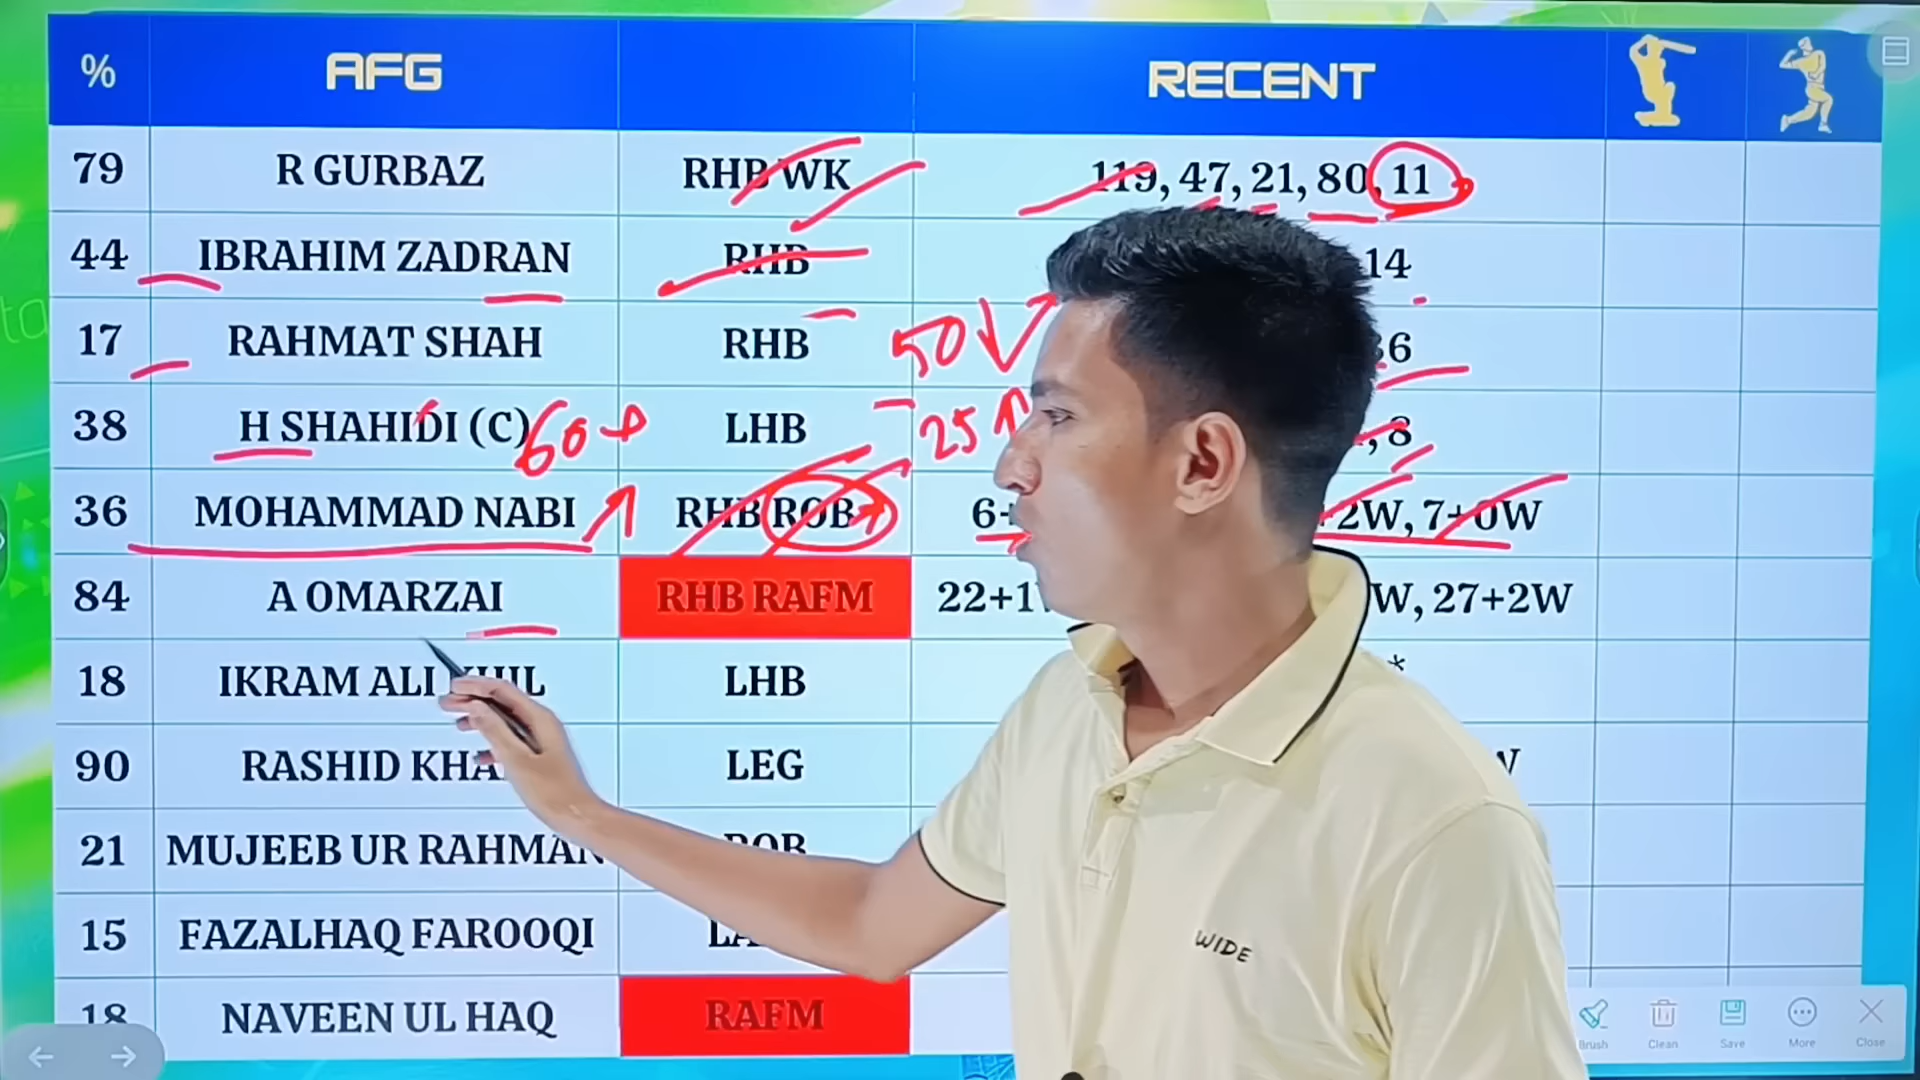 % AFG RECENT
79 R GURBAZ RHB WK 119, 47, 21, 80, 11
44 IBRAHIM ZADRAN RHB 14
17 RAHMAT SHAH RHB 50 6
38 H SHAHIDI (C) 60+ LHB 25 , 8
36 MOHAMMAD NABI RHB ROB 6+ 2W, 7+0W
84 A OMARZAI RHB RAFM 22+1 W, 27+2W
18 IKRAM ALI LHB *
90 RASHID LEG W
21 MUJEEB UR RAHMAN ROB
15 FAZALHAQ FAROOQI
18 NAVEEN UL HAQ RAFM
WIDE
Brush Clean Save More Close